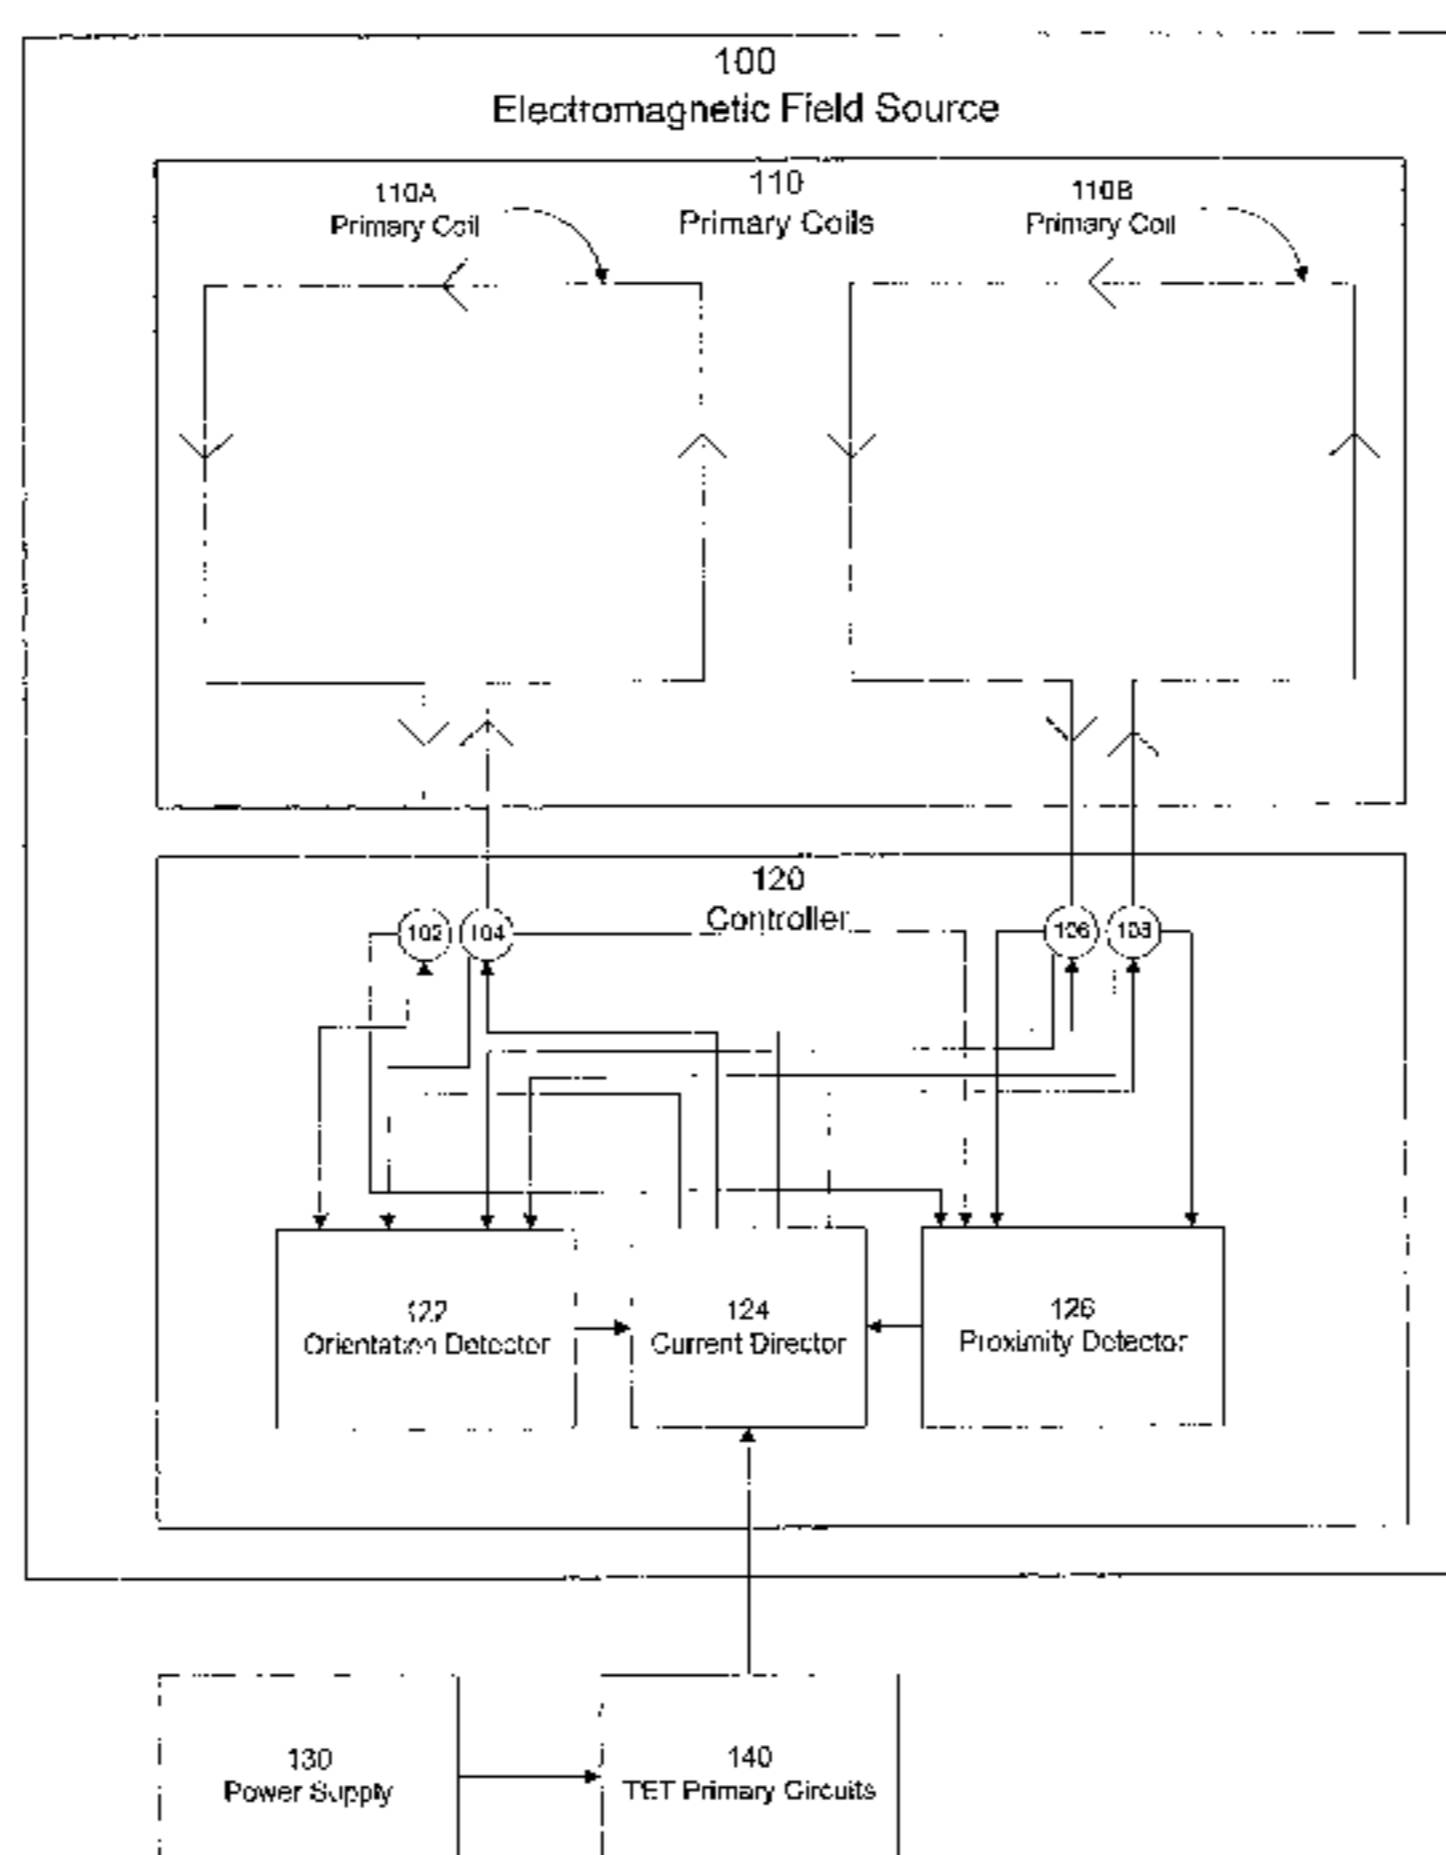 100
Electromagnetic Field Source
110A
Primary Coil
110
Primary Coils
110B
Primary Coil
120
Controller
102
104
106
108
122
Orientation Detector
124
Current Director
126
Proximity Detector
130
Power Supply
140
TET Primary Circuits